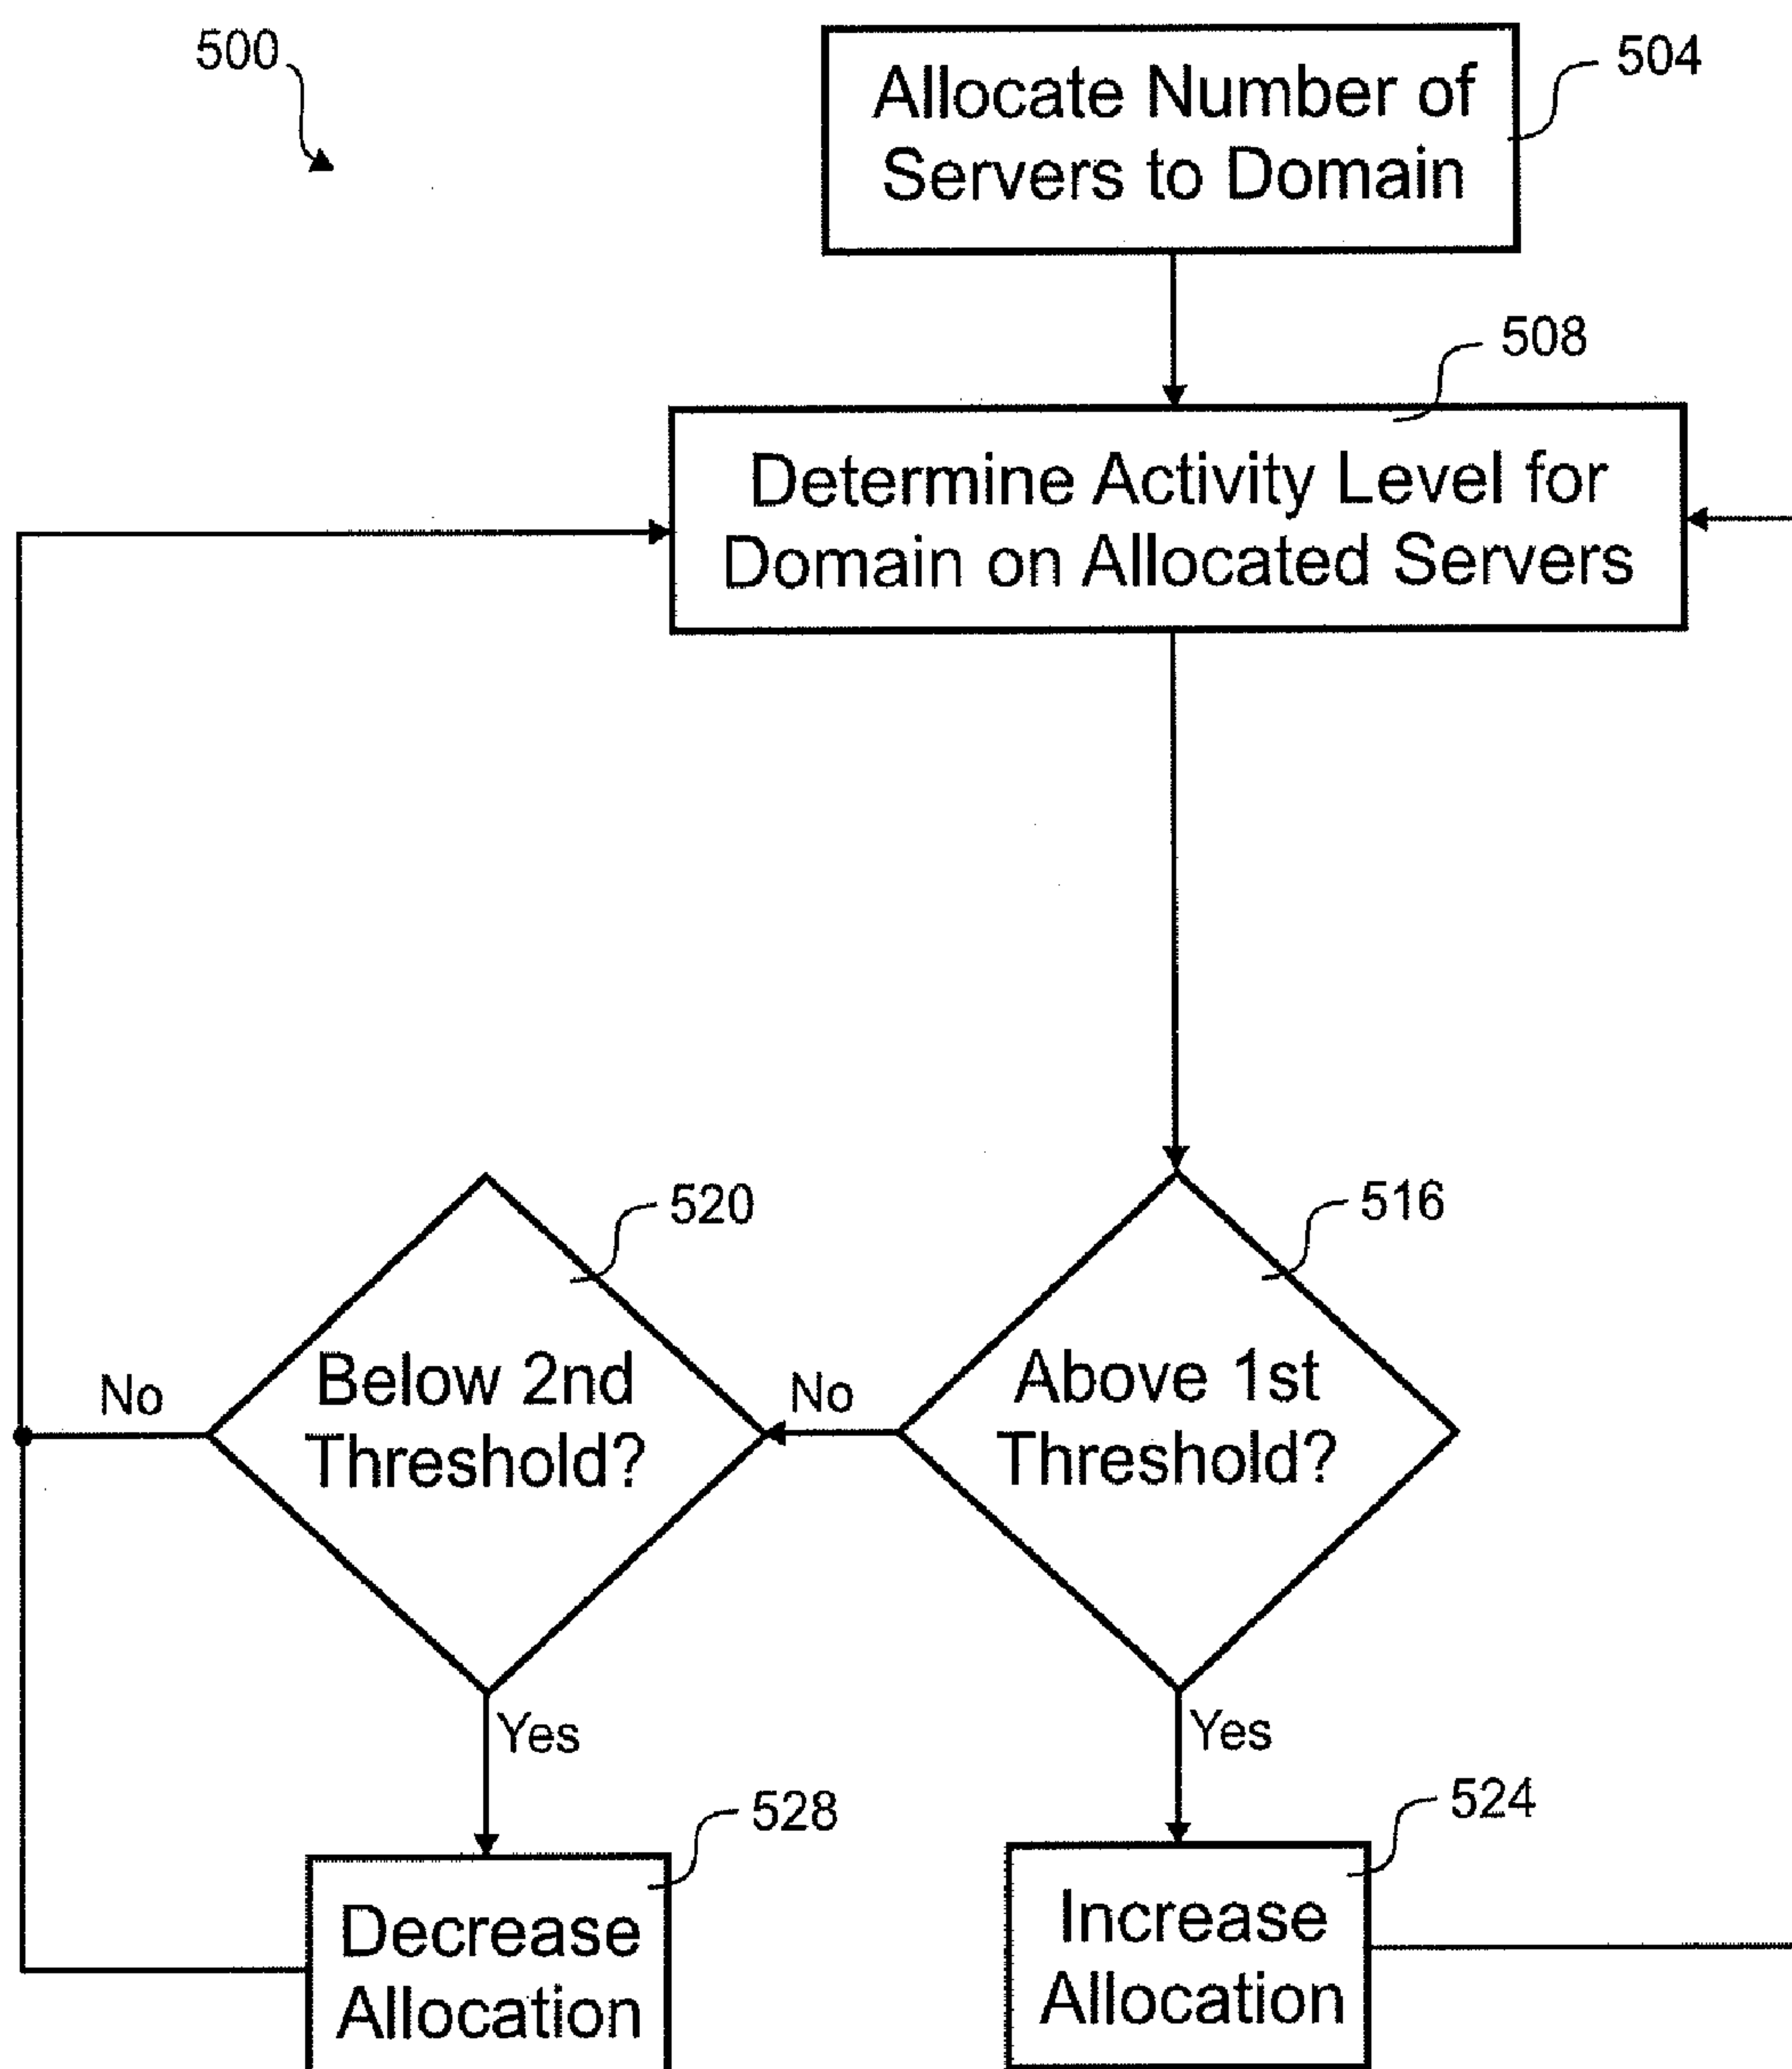 500
Allocate Number of
Servers to Domain
504
508
Determine Activity Level for
Domain on Allocated Servers
520
516
Below 2nd
Threshold?
No
No
Above 1st
Threshold?
Yes
Yes
528
524
Decrease
Allocation
Increase
Allocation